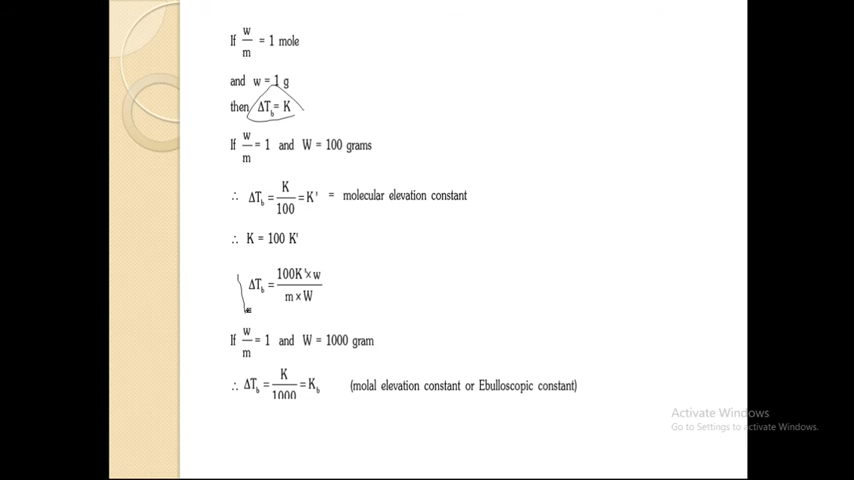 If w/m = 1 mole
and w = 1 g
then ΔT_b = K
If w/m = 1 and W = 100 grams
∴ ΔT_b = K/100 = K' = molecular elevation constant
∴ K = 100 K'
ΔT_b = 100K' × w / m × W
If w/m = 1 and W = 1000 gram
∴ ΔT_b = K/1000 = K_b (molal elevation constant or Ebulloscopic constant)
Activate Windows
Go to Settings to activate Windows.